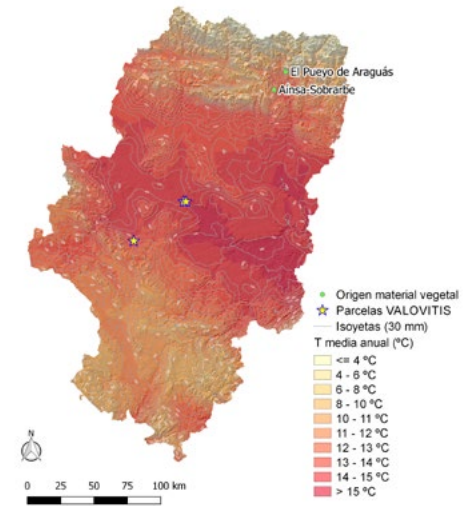 El Pueyo de Araguás
Aínsa-Sobrarbe
Origen material vegetal
Parcelas VALOVITIS
Isoyetas (30 mm)
T media anual (ºC)
<= 4 ºC
4 - 6 ºC
6 - 8 ºC
8 - 10 ºC
10 - 11 ºC
11 - 12 ºC
12 - 13 ºC
13 - 14 ºC
14 - 15 ºC
> 15 ºC
N
0 25 50 75 100 km